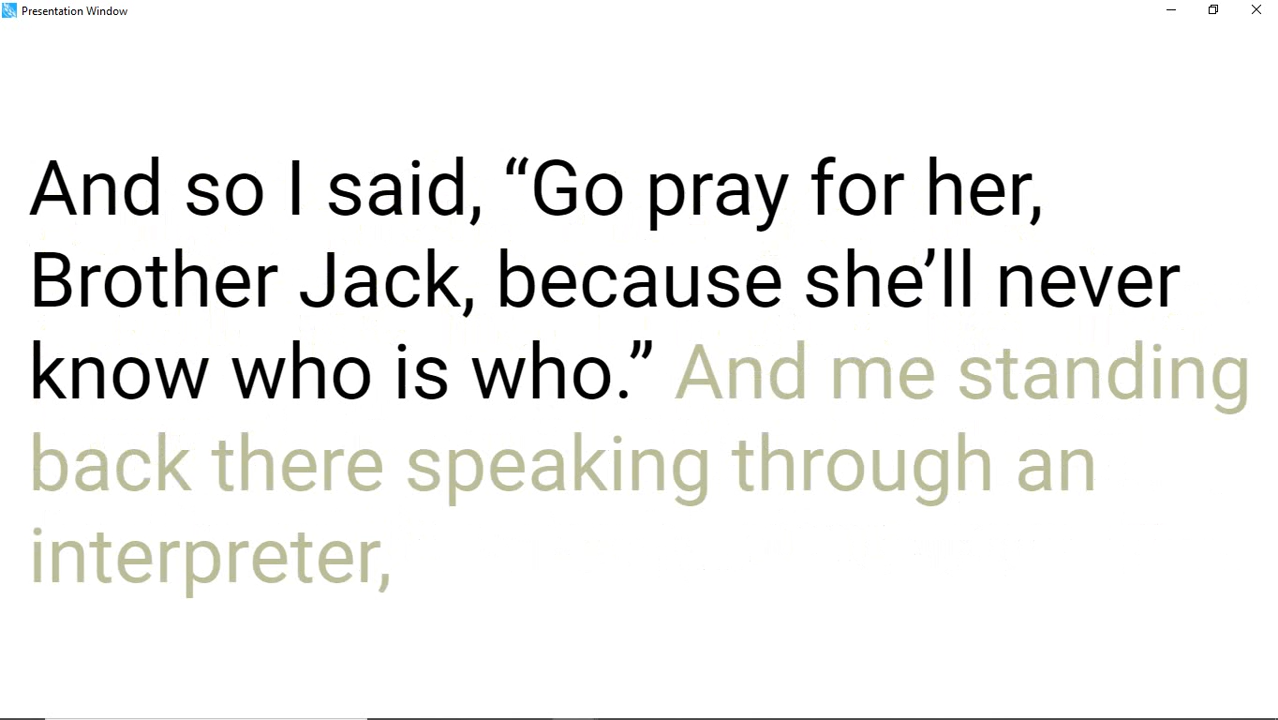 Presentation Window
And so I said, “Go pray for her,
Brother Jack, because she’ll never
know who is who.” And me standing
back there speaking through an
interpreter,